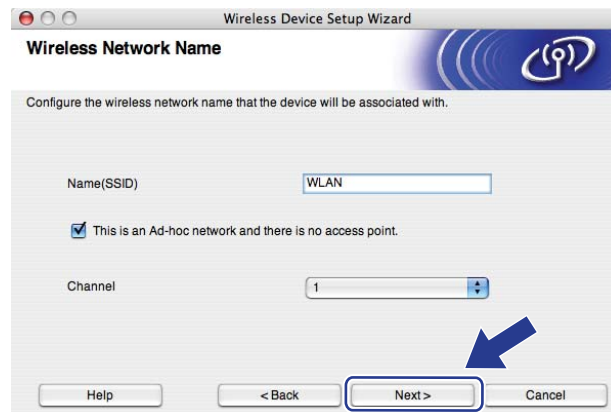 Wireless Device Setup Wizard
Wireless Network Name
Configure the wireless network name that the device will be associated with.
Name(SSID) WLAN
This is an Ad-hoc network and there is no access point.
Channel 1
Help < Back Next > Cancel